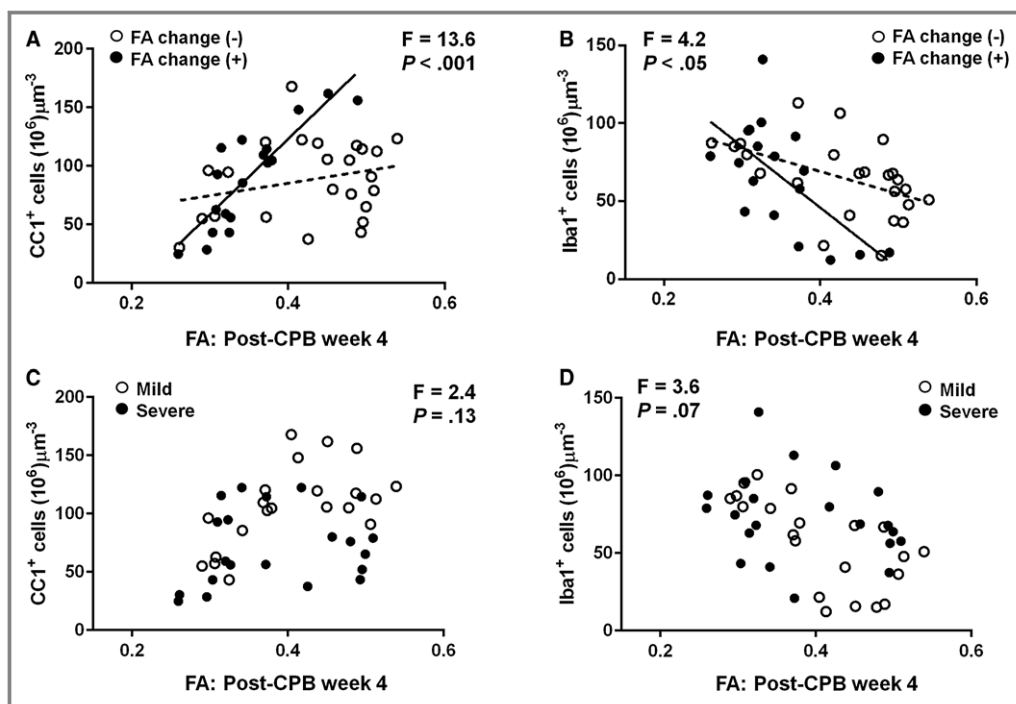 A
FA change (-)
FA change (+)
F = 13.6
P < .001
CC1⁺ cells (10⁶)μm⁻³
200
150
100
50
0
0.2 0.4 0.6
FA: Post-CPB week 4
B
F = 4.2
P < .05
FA change (-)
FA change (+)
Iba1⁺ cells (10⁶)μm⁻³
150
100
50
0
0.2 0.4 0.6
FA: Post-CPB week 4
C
Mild
Severe
F = 2.4
P = .13
CC1⁺ cells (10⁶)μm⁻³
200
150
100
50
0
0.2 0.4 0.6
FA: Post-CPB week 4
D
F = 3.6
P = .07
Mild
Severe
Iba1⁺ cells (10⁶)μm⁻³
150
100
50
0
0.2 0.4 0.6
FA: Post-CPB week 4